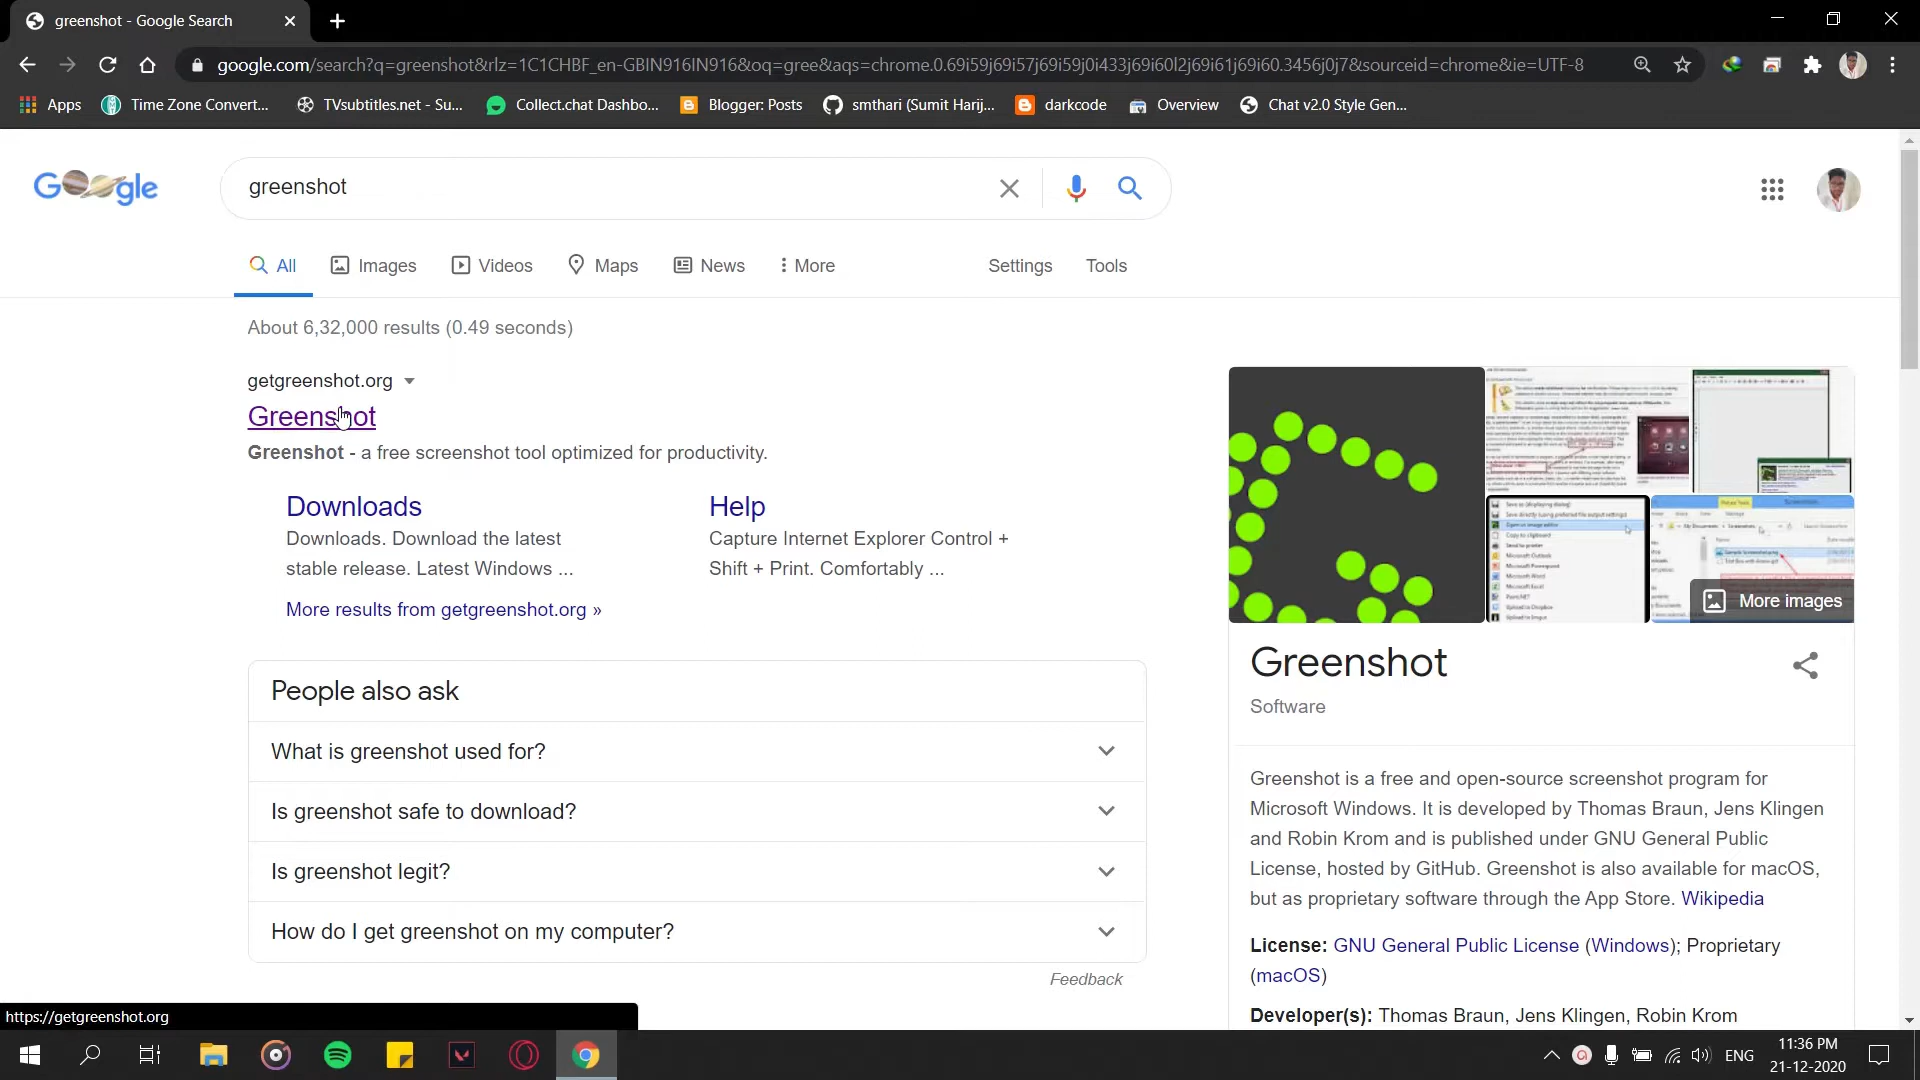 greenshot - Google Search
google.com/search?q=greenshot&rlz=1C1CHBF_en-GBIN916IN916&oq=gree&aqs=chrome.0.69i59j69i57j69i59j0i433j69i60l2j69i61j69i60.3456j0j7&sourceid=chrome&ie=UTF-8
Apps Time Zone Convert... TVsubtitles.net - Su... Collect.chat Dashbo... Blogger: Posts smthari (Sumit Harij... darkcode Overview Chat v2.0 Style Gen...
Google
greenshot
All Images Videos Maps News More Settings Tools
About 6,32,000 results (0.49 seconds)
getgreenshot.org
Greenshot
Greenshot - a free screenshot tool optimized for productivity.
Downloads
Downloads. Download the latest
stable release. Latest Windows ...
Help
Capture Internet Explorer Control +
Shift + Print. Comfortably ...
More results from getgreenshot.org »
People also ask
What is greenshot used for?
Is greenshot safe to download?
Is greenshot legit?
How do I get greenshot on my computer?
Feedback
More images
Greenshot
Software
Greenshot is a free and open-source screenshot program for
Microsoft Windows. It is developed by Thomas Braun, Jens Klingen
and Robin Krom and is published under GNU General Public
License, hosted by GitHub. Greenshot is also available for macOS,
but as proprietary software through the App Store. Wikipedia
License: GNU General Public License (Windows); Proprietary
(macOS)
Developer(s): Thomas Braun, Jens Klingen, Robin Krom
https://getgreenshot.org
ENG
11:36 PM
21-12-2020